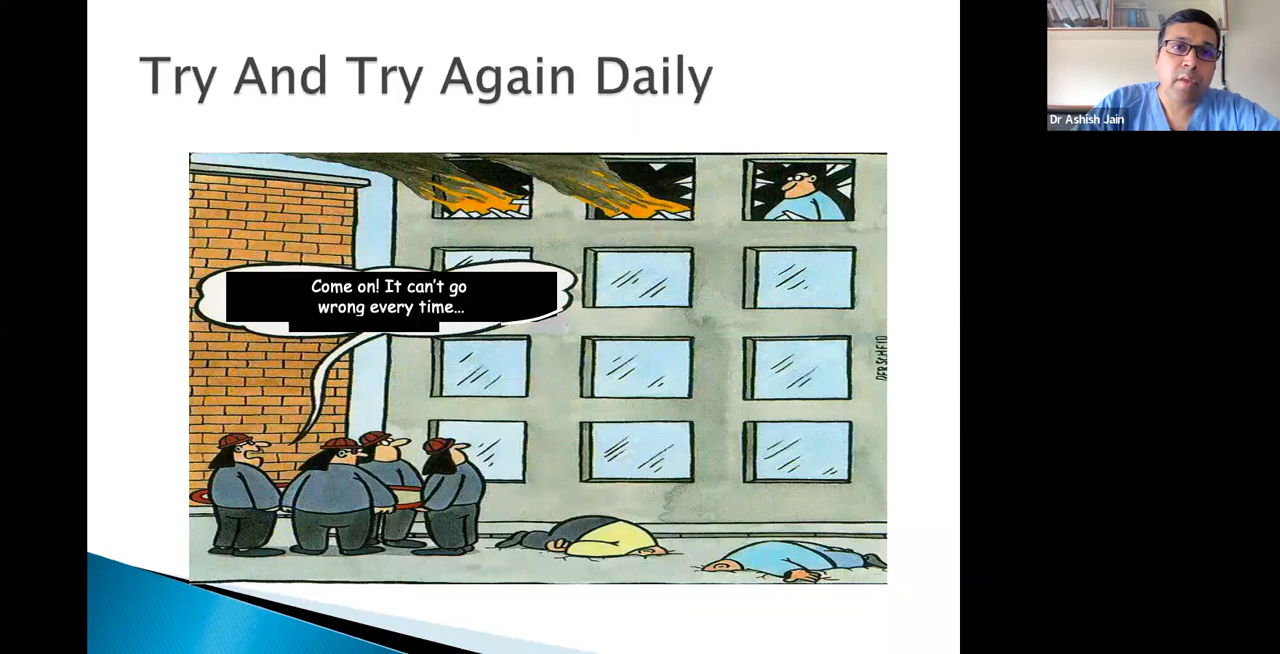 Try And Try Again Daily
Dr Ashish Jain
Come on! It can't go
wrong every time...